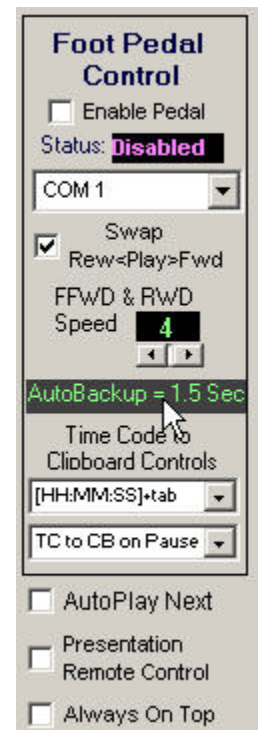 Foot Pedal
Control
Enable Pedal
Status: Disabled
COM 1
Swap
Rew<Play>Fwd
FFWD & RWD
Speed 4
AutoBackup = 1.5 Sec
Time Code to
Clipboard Controls
[HH:MM:SS]+tab
TC to CB on Pause
AutoPlay Next
Presentation
Remote Control
Always On Top